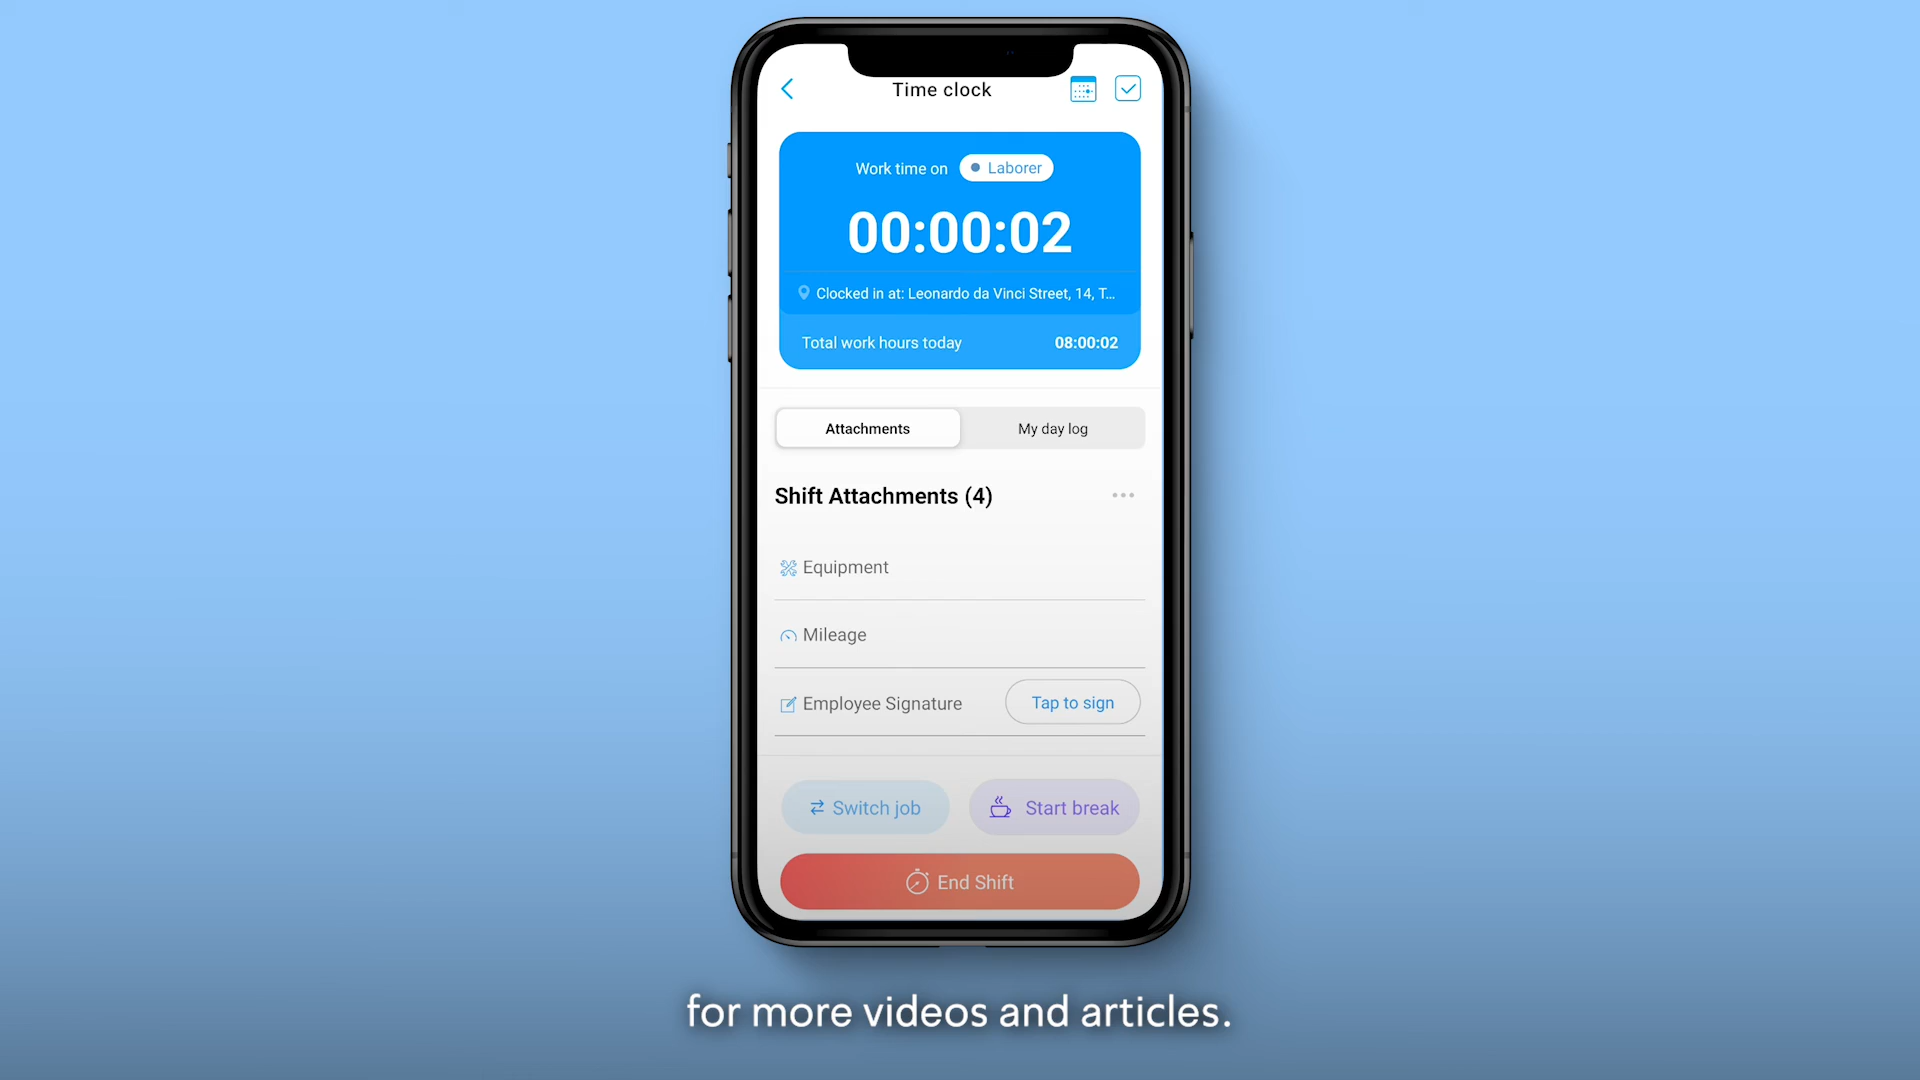 Time clock
Work time on Laborer
00:00:02
Clocked in at: Leonardo da Vinci Street, 14, T...
Total work hours today 08:00:02
Attachments My day log
Shift Attachments (4)
Equipment
Mileage
Employee Signature Tap to sign
Switch job Start break
End Shift
for more videos and articles.